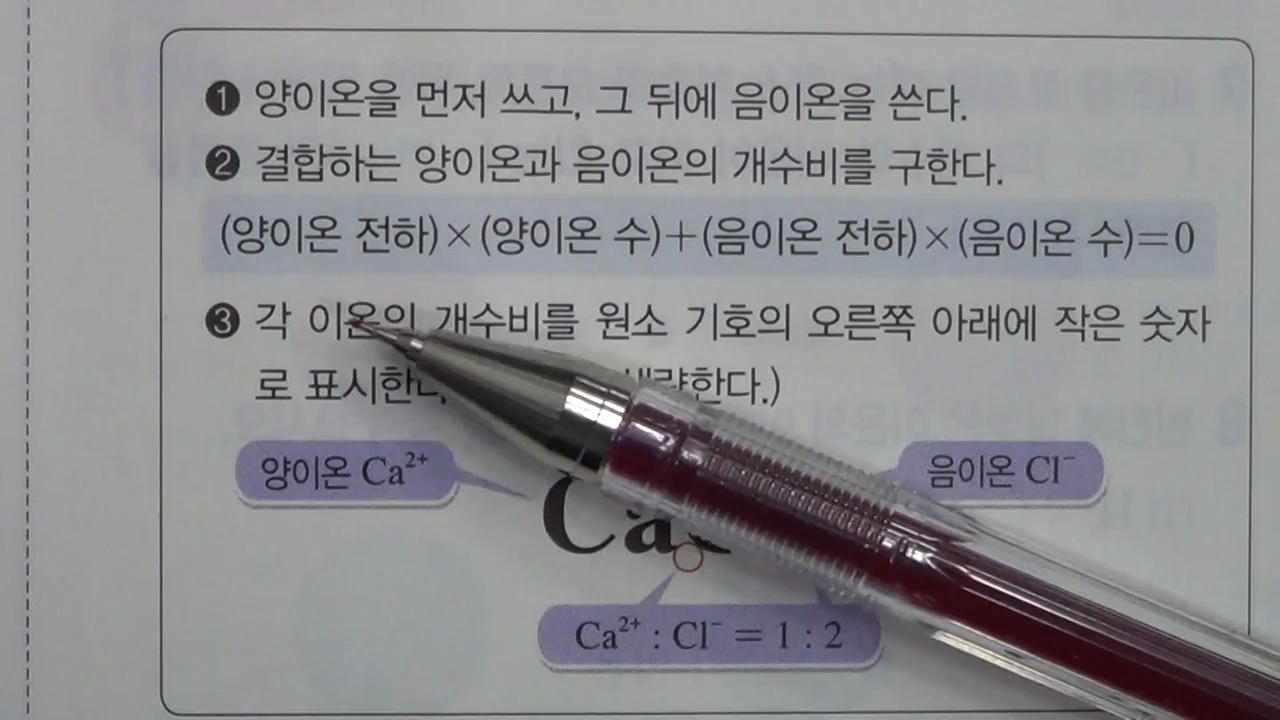 ❶ 양이온을 먼저 쓰고, 그 뒤에 음이온을 쓴다.
❷ 결합하는 양이온과 음이온의 개수비를 구한다.
(양이온 전하)×(양이온 수)+(음이온 전하)×(음이온 수)=0
❸ 각 이온의 개수비를 원소 기호의 오른쪽 아래에 작은 숫자
로 표시한다
양이온 Ca²⁺ 음이온 Cl⁻
Ca
Ca²⁺ : Cl⁻ = 1 : 2